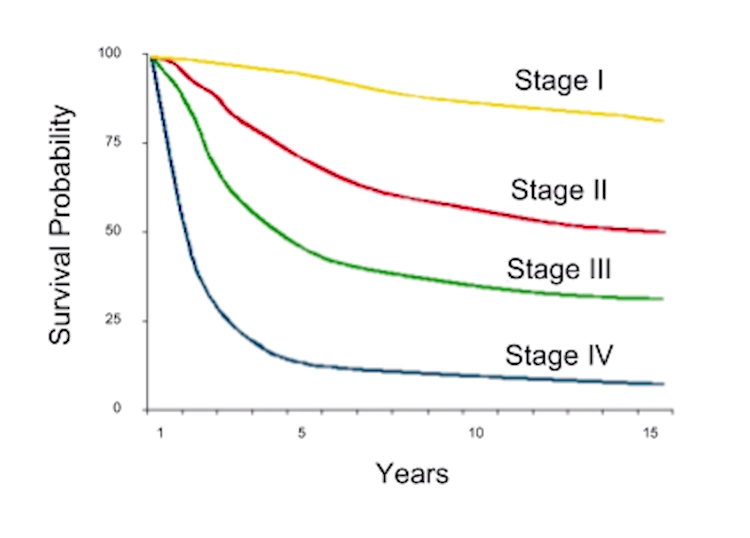 100
Stage I
75
Stage II
50
Stage III
25
Stage IV
0
1 5 10 15
Years
Survival Probability